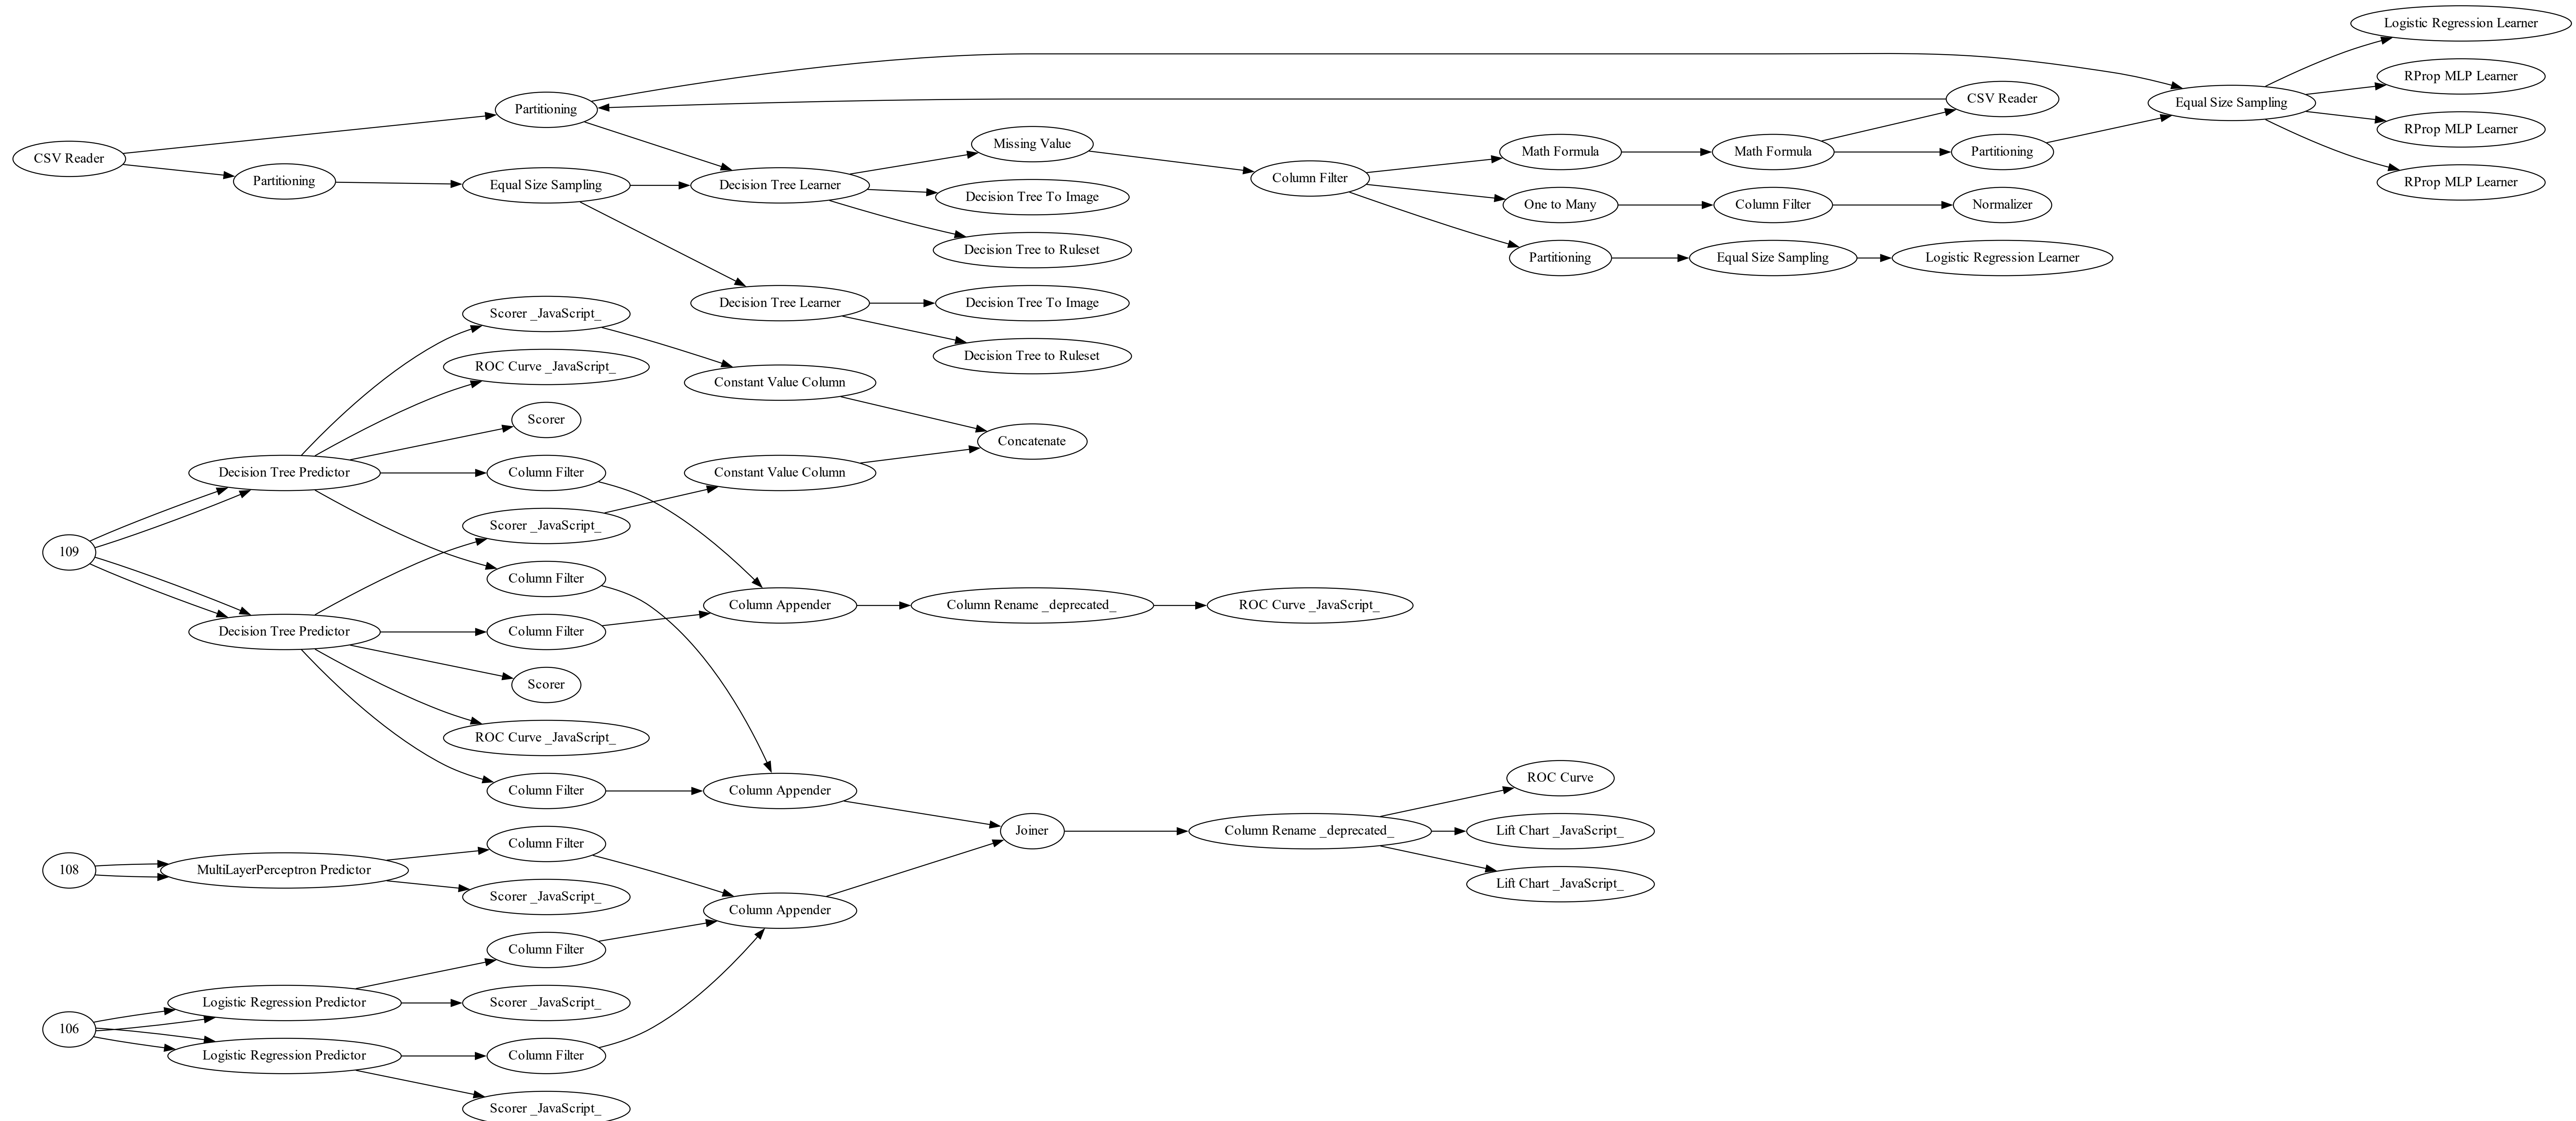 Logistic Regression Learner
RProp MLP Learner
CSV Reader
Equal Size Sampling
Partitioning
RProp MLP Learner
Missing Value
Math Formula
Math Formula
Partitioning
CSV Reader
Column Filter
RProp MLP Learner
Partitioning
Equal Size Sampling
Decision Tree Learner
Decision Tree To Image
One to Many
Column Filter
Normalizer
Decision Tree to Ruleset
Partitioning
Equal Size Sampling
Logistic Regression Learner
Decision Tree Learner
Decision Tree To Image
Scorer _JavaScript_
Decision Tree to Ruleset
ROC Curve _JavaScript_
Constant Value Column
Scorer
Concatenate
Decision Tree Predictor
Column Filter
Constant Value Column
Scorer _JavaScript_
109
Column Filter
Column Appender
Column Rename _deprecated_
ROC Curve _JavaScript_
Decision Tree Predictor
Column Filter
Scorer
ROC Curve _JavaScript_
ROC Curve
Column Filter
Column Appender
Joiner
Column Rename _deprecated_
Lift Chart _JavaScript_
Column Filter
108
MultiLayerPerceptron Predictor
Lift Chart _JavaScript_
Scorer _JavaScript_
Column Appender
Column Filter
Logistic Regression Predictor
Scorer _JavaScript_
106
Logistic Regression Predictor
Column Filter
Scorer _JavaScript_